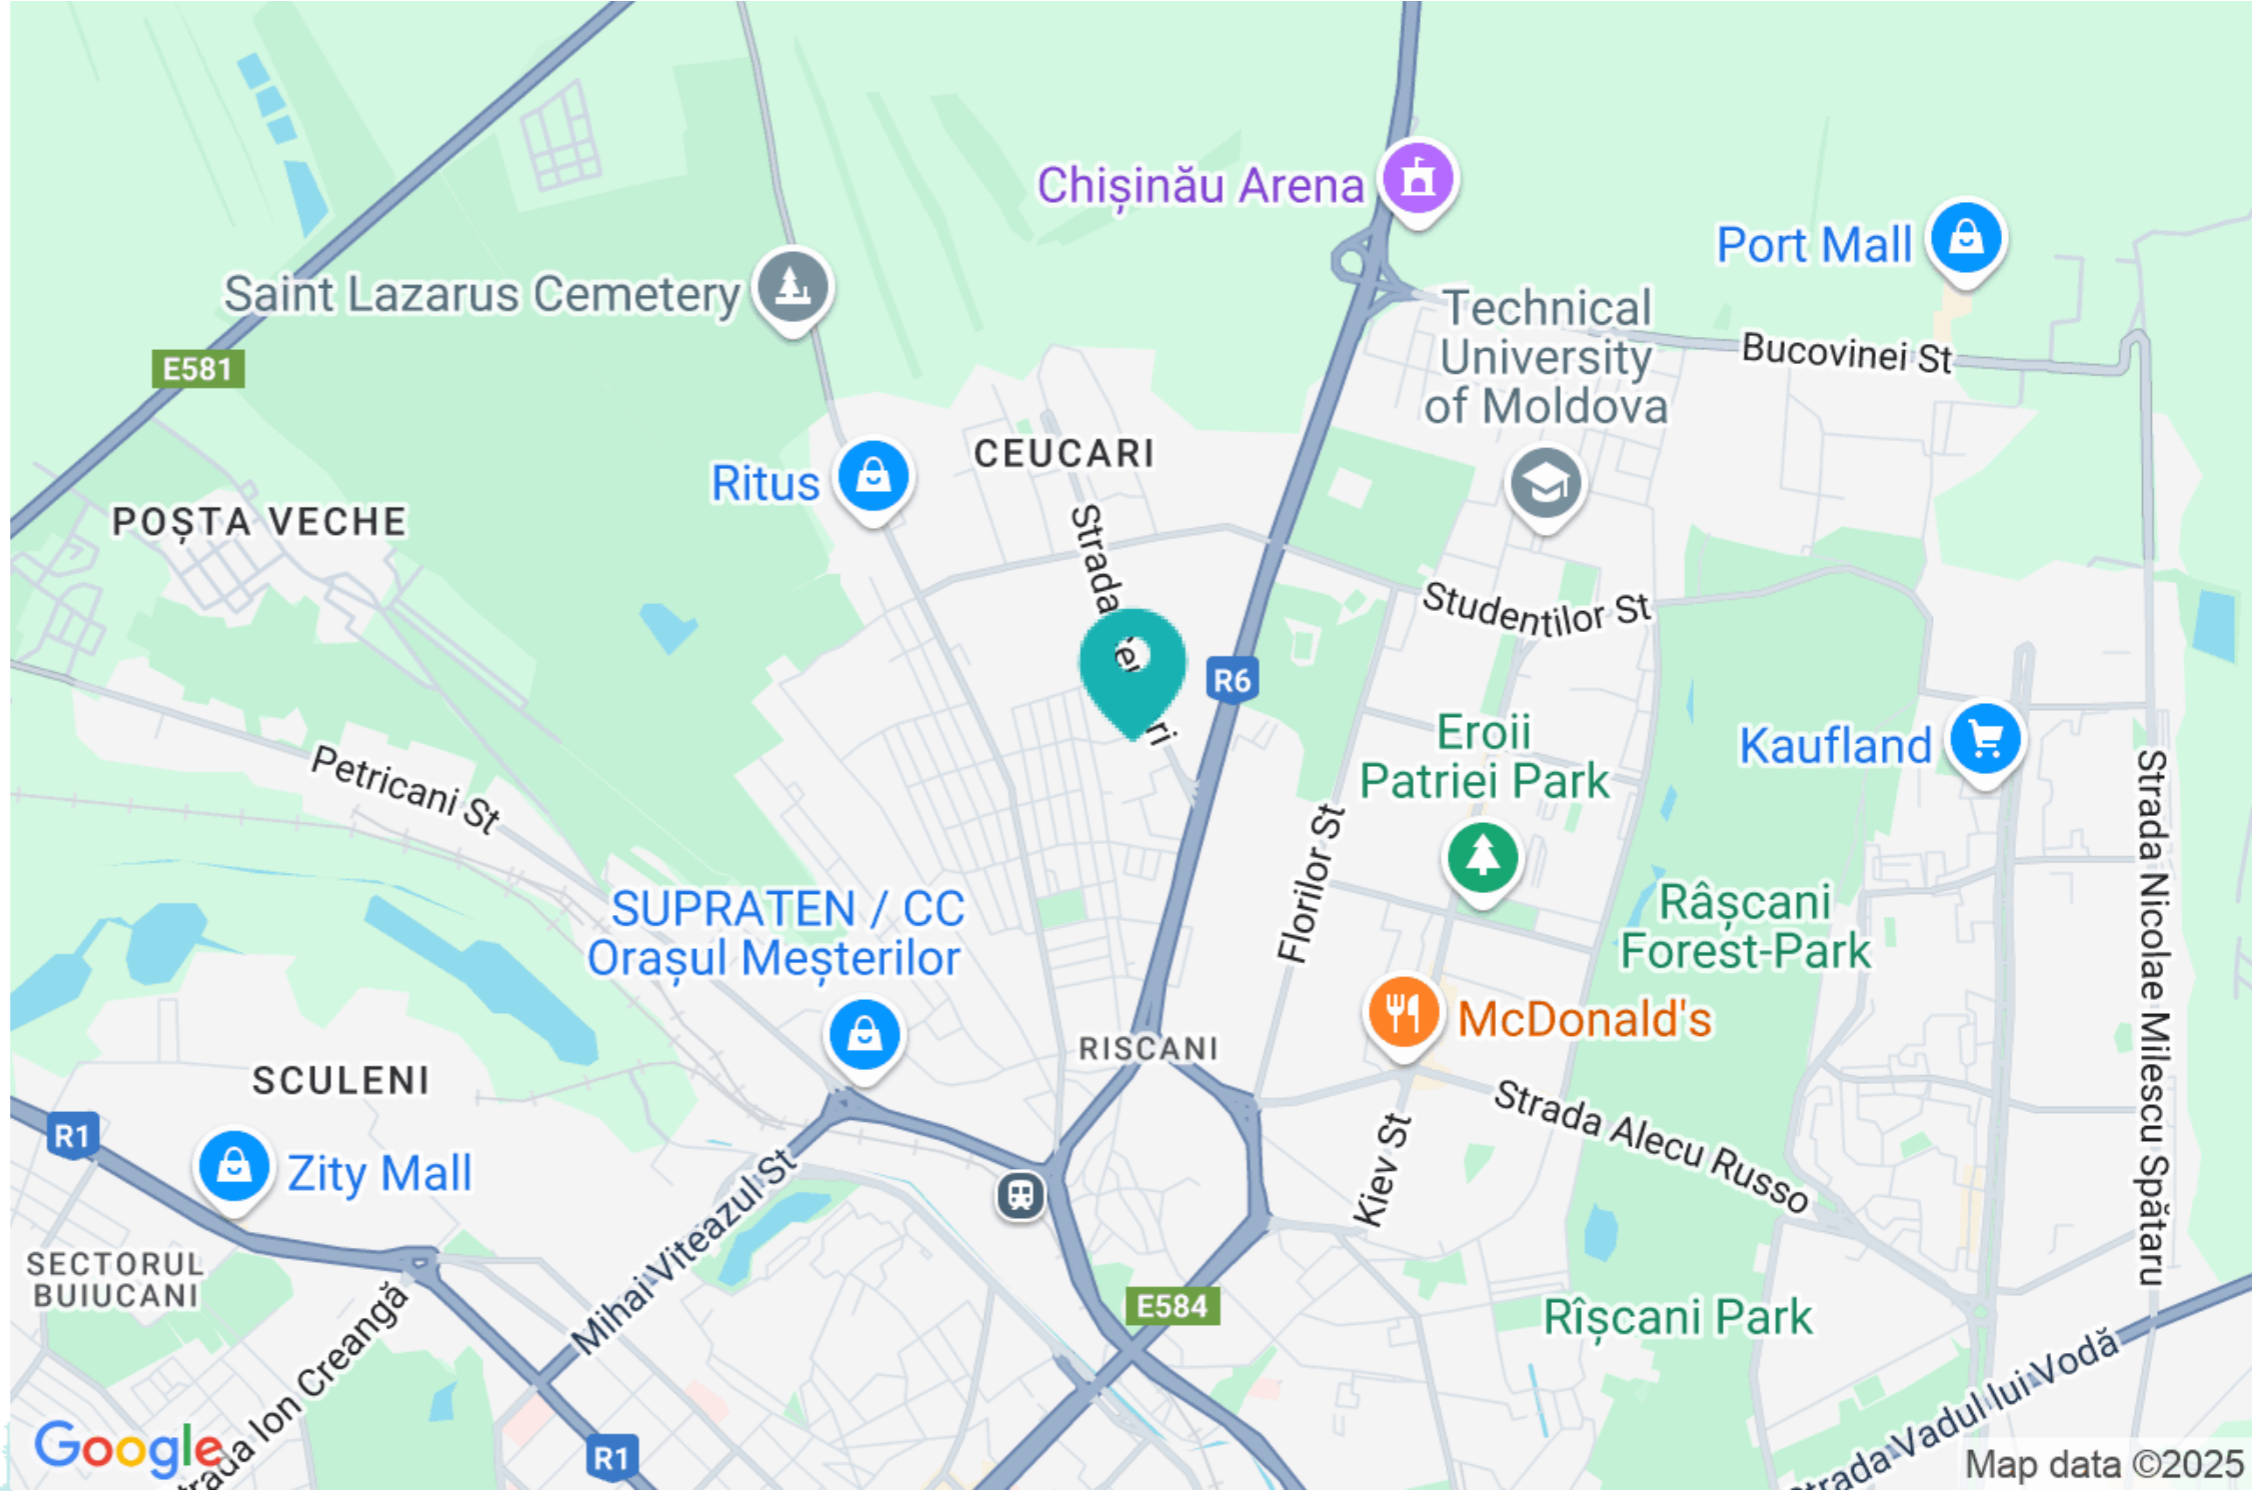 Chișinău Arena
Port Mall
Saint Lazarus Cemetery
Technical
University
of Moldova
Bucovinei St
E581
CEUCARI
Ritus
POȘTA VECHE
Strada
ri
Studentilor St
R6
Eroii
Patriei Park
Kaufland
Petricani St
Florilor St
Strada Nicolae Milescu Spătaru
SUPRATEN / CC
Orașul Meșterilor
Râșcani
Forest-Park
McDonald's
RISCANI
SCULENI
R1
Zity Mall
Strada Alecu Russo
Kiev St
Mihai Viteazul St
SECTORUL
BUIUCANI
E584
Rîșcani Park
Strada Ion Creangă
Strada Vadul lui Vodă
R1
Google
Map data ©2025